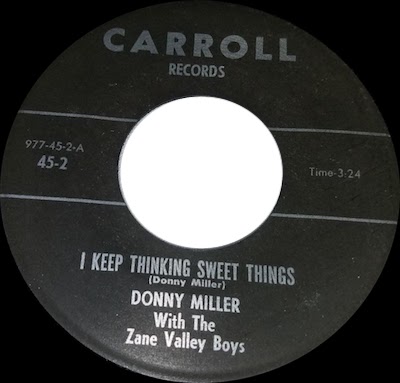 CARROLL
RECORDS
977-45-2-A
45-2
Time-3:24
I KEEP THINKING SWEET THINGS
(Donny Miller)
DONNY MILLER
With The
Zane Valley Boys